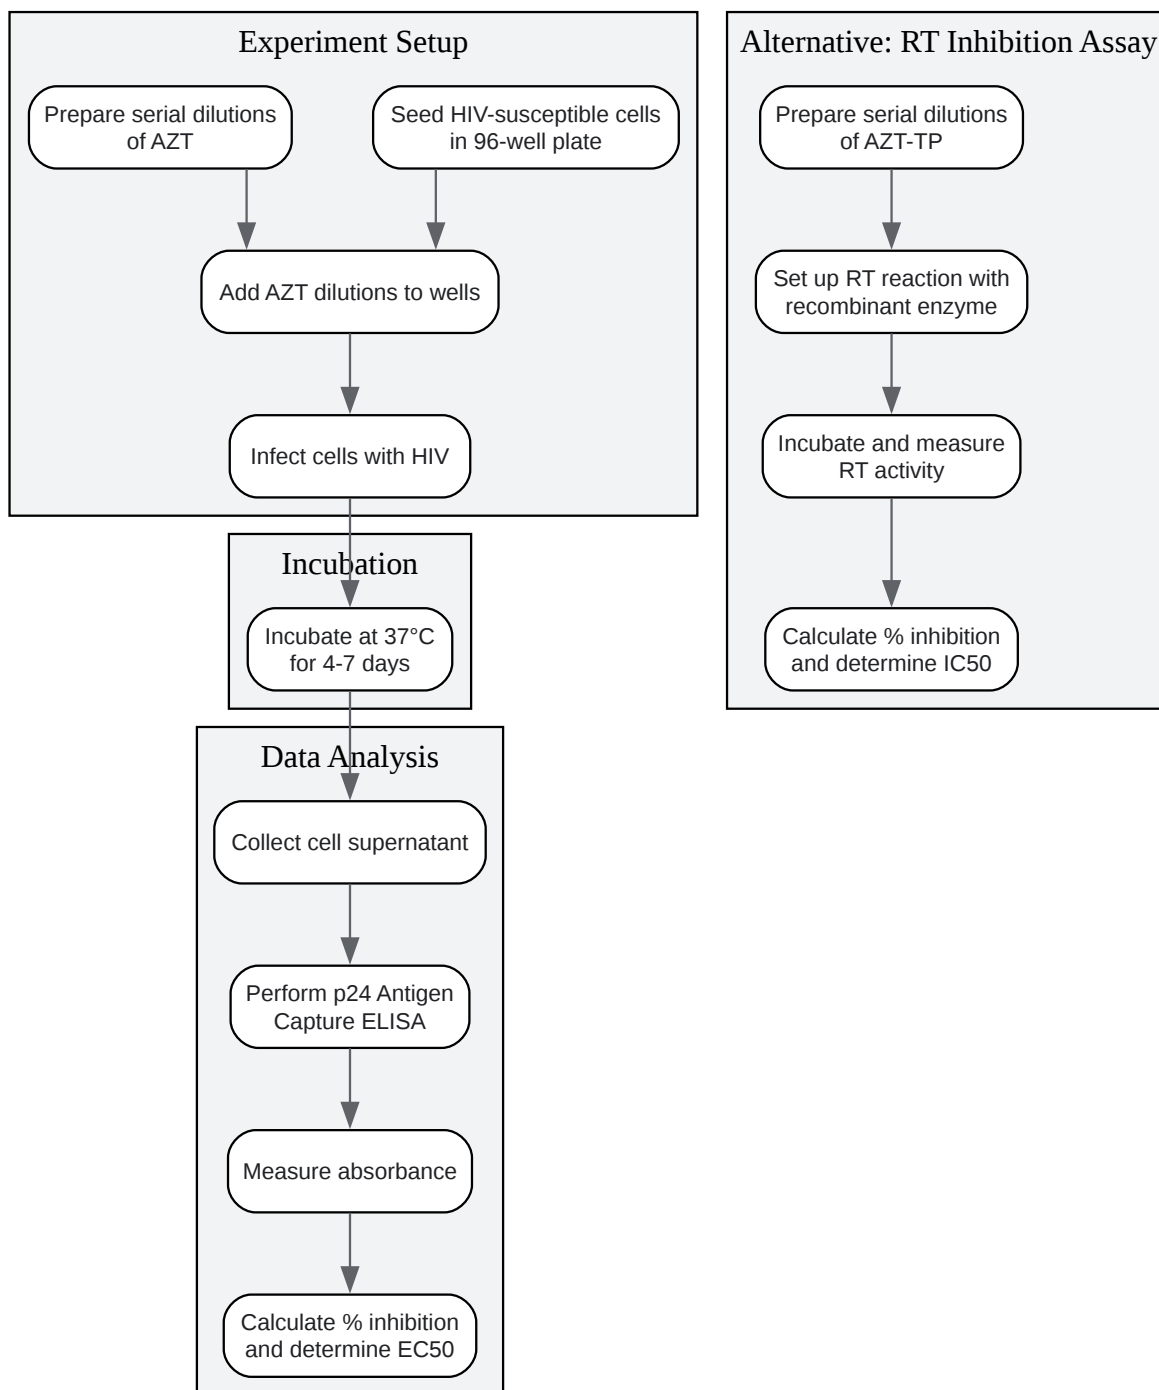 Experiment Setup
Prepare serial dilutions
of AZT
Seed HIV-susceptible cells
in 96-well plate
Add AZT dilutions to wells
Infect cells with HIV
Incubation
Incubate at 37°C
for 4-7 days
Data Analysis
Collect cell supernatant
Perform p24 Antigen
Capture ELISA
Measure absorbance
Calculate % inhibition
and determine EC50
Alternative: RT Inhibition Assay
Prepare serial dilutions
of AZT-TP
Set up RT reaction with
recombinant enzyme
Incubate and measure
RT activity
Calculate % inhibition
and determine IC50